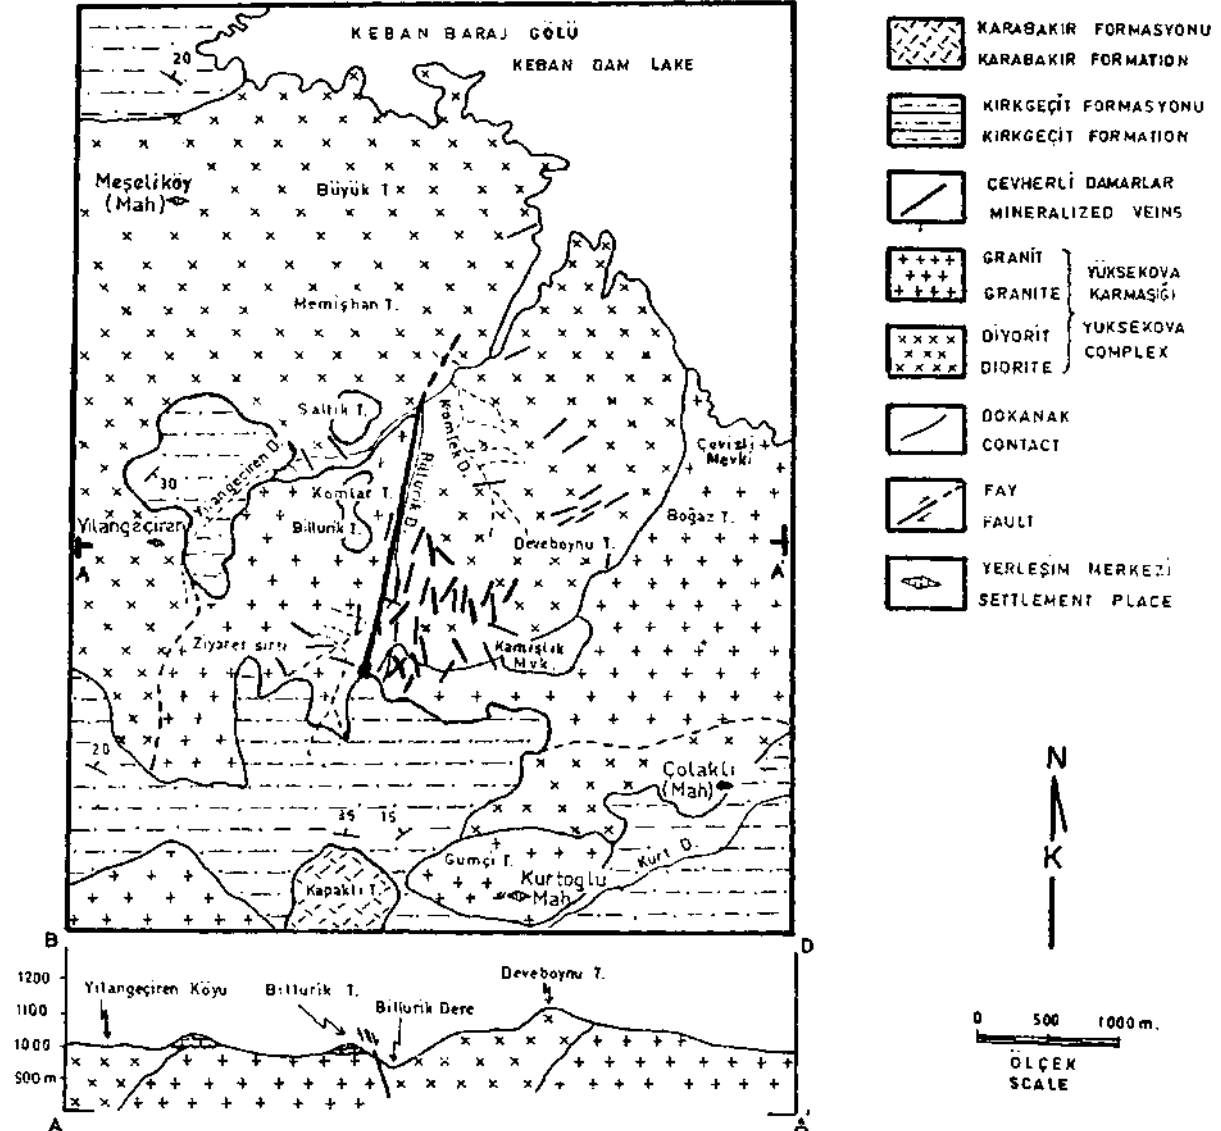 KEBAN BARAJ GÖLÜ
KEBAN DAM LAKE
20
Meşeliköy
(Mah)
Büyük T.
Memişhan T.
Saltık T.
Yılangeçiren D.
30
Kömlek D.
Billurik D.
Komlar T.
Billurik T.
Yılangeçiren
Cevizli
Mevki
Boğaz T.
Deveboynu T.
A
A'
Ziyaret sırtı
Kamışlık
Mvk.
20
Çolaklı
(Mah)
35
15
Gümçi T.
Kurt D.
Kapaklı T.
Kurtoglu
Mah
KARABAKIR FORMASYONU
KARABAKIR FORMATION
KIRKGEÇİT FORMASYONU
KIRKGEÇİT FORMATION
CEVHERLİ DAMARLAR
MINERALIZED VEINS
GRANİT
GRANITE
YÜKSEKOVA
KARMAŞIĞI
DİYORİT
DIORITE
YUKSEKOVA
COMPLEX
DOKANAK
CONTACT
FAY
FAULT
YERLEŞİM MERKEZİ
SETTLEMENT PLACE
N
K
B
D
1200
1100
1000
900 m
Yılangeçiren Köyü
Billurik T.
Billurik Dere
Deveboynu T.
A
A'
0 500 1000 m.
ÖLÇEK
SCALE